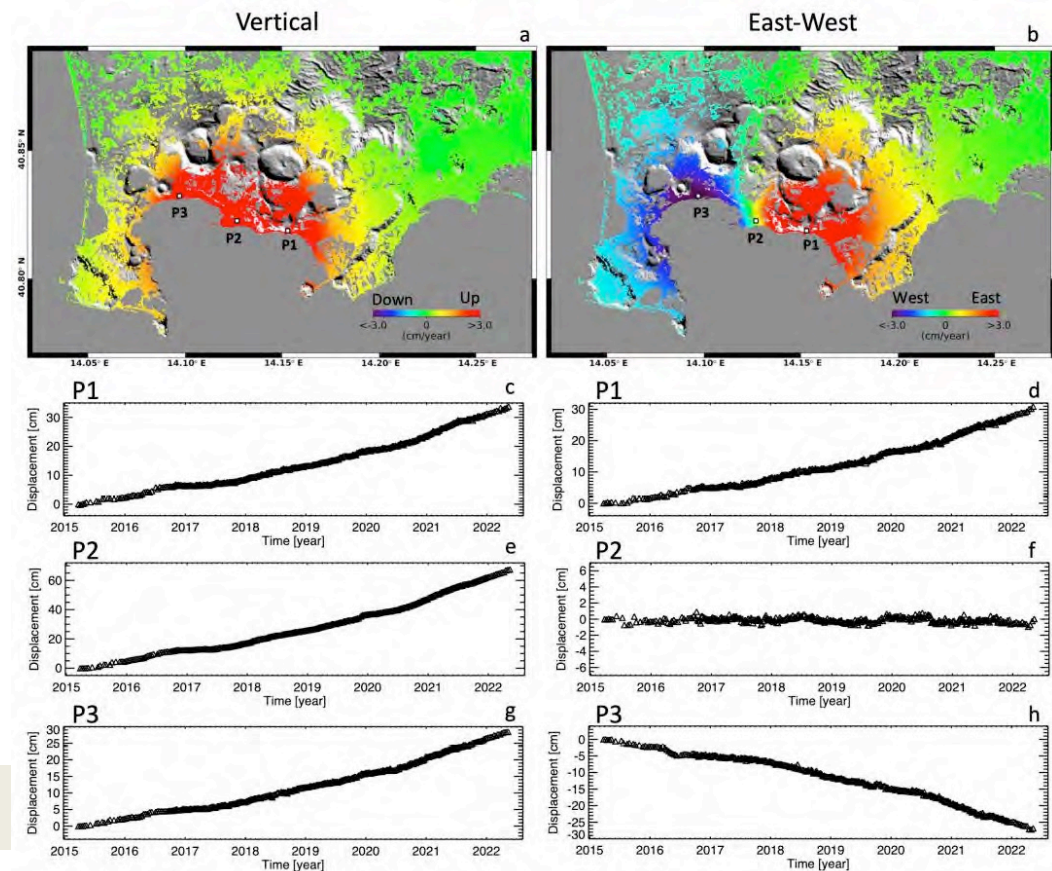 Vertical
East-West
a
b
40.85° N
40.80° N
P3
P2
P1
P3
P2
P1
Down
Up
<-3.0 0 >3.0
(cm/year)
West
East
<-3.0 0 >3.0
(cm/year)
14.05° E 14.10° E 14.15° E 14.20° E 14.25° E
14.05° E 14.10° E 14.15° E 14.20° E 14.25° E
P1
c
Displacement [cm]
30
20
10
0
2015 2016 2017 2018 2019 2020 2021 2022
Time [year]
P1
d
Displacement [cm]
30
20
10
0
2015 2016 2017 2018 2019 2020 2021 2022
Time [year]
P2
e
Displacement [cm]
60
40
20
0
2015 2016 2017 2018 2019 2020 2021 2022
Time [year]
P2
f
Displacement [cm]
6
4
2
0
-2
-4
-6
2015 2016 2017 2018 2019 2020 2021 2022
Time [year]
P3
g
Displacement [cm]
30
25
20
15
10
5
0
2015 2016 2017 2018 2019 2020 2021 2022
Time [year]
P3
h
Displacement [cm]
0
-5
-10
-15
-20
-25
-30
2015 2016 2017 2018 2019 2020 2021 2022
Time [year]